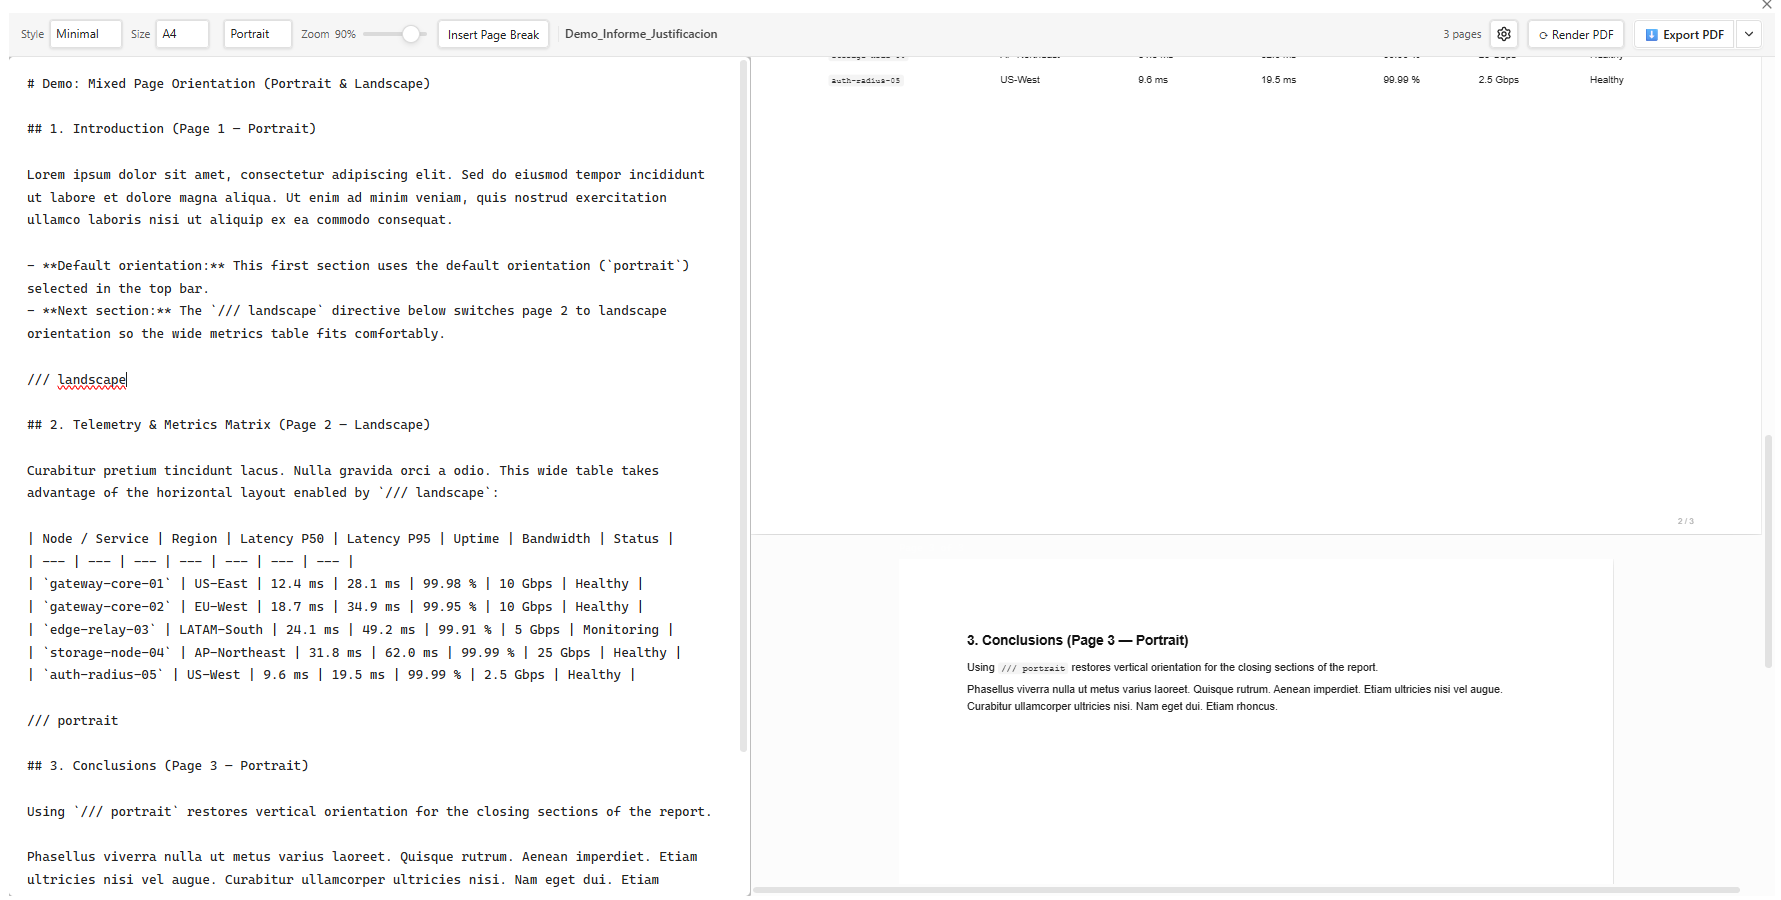 Style Minimal Size A4 Portrait Zoom 90% Insert Page Break Demo_Informe_Justificacion 3 pages Render PDF Export PDF
# Demo: Mixed Page Orientation (Portrait & Landscape)
## 1. Introduction (Page 1 — Portrait)
Lorem ipsum dolor sit amet, consectetur adipiscing elit. Sed do eiusmod tempor incididunt
ut labore et dolore magna aliqua. Ut enim ad minim veniam, quis nostrud exercitation
ullamco laboris nisi ut aliquip ex ea commodo consequat.
- **Default orientation:** This first section uses the default orientation (`portrait`)
selected in the top bar.
- **Next section:** The `/// landscape` directive below switches page 2 to landscape
orientation so the wide metrics table fits comfortably.
/// landscape
## 2. Telemetry & Metrics Matrix (Page 2 — Landscape)
Curabitur pretium tincidunt lacus. Nulla gravida orci a odio. This wide table takes
advantage of the horizontal layout enabled by `/// landscape`:
| Node / Service | Region | Latency P50 | Latency P95 | Uptime | Bandwidth | Status |
| --- | --- | --- | --- | --- | --- | --- |
| `gateway-core-01` | US-East | 12.4 ms | 28.1 ms | 99.98 % | 10 Gbps | Healthy |
| `gateway-core-02` | EU-West | 18.7 ms | 34.9 ms | 99.95 % | 10 Gbps | Healthy |
| `edge-relay-03` | LATAM-South | 24.1 ms | 49.2 ms | 99.91 % | 5 Gbps | Monitoring |
| `storage-node-04` | AP-Northeast | 31.8 ms | 62.0 ms | 99.99 % | 25 Gbps | Healthy |
| `auth-radius-05` | US-West | 9.6 ms | 19.5 ms | 99.99 % | 2.5 Gbps | Healthy |
/// portrait
## 3. Conclusions (Page 3 — Portrait)
Using `/// portrait` restores vertical orientation for the closing sections of the report.
Phasellus viverra nulla ut metus varius laoreet. Quisque rutrum. Aenean imperdiet. Etiam
ultricies nisi vel augue. Curabitur ullamcorper ultricies nisi. Nam eget dui. Etiam
auth-radius-05 US-West 9.6 ms 19.5 ms 99.99 % 2.5 Gbps Healthy
2 / 3
3. Conclusions (Page 3 — Portrait)
Using /// portrait restores vertical orientation for the closing sections of the report.
Phasellus viverra nulla ut metus varius laoreet. Quisque rutrum. Aenean imperdiet. Etiam ultricies nisi vel augue.
Curabitur ullamcorper ultricies nisi. Nam eget dui. Etiam rhoncus.